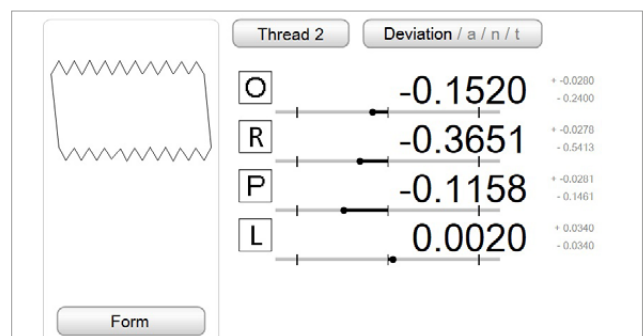 Thread 2
Deviation / a / n / t
O -0.1520 + -0.0280
- 0.2400
R -0.3651 + -0.0278
- 0.5413
P -0.1158 + -0.0281
- 0.1461
L 0.0020 + 0.0340
- 0.0340
Form